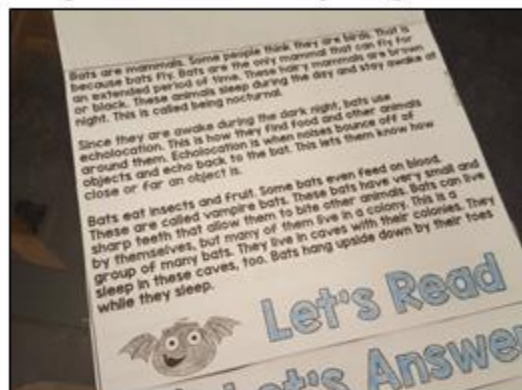 Bats are mammals. Some people think they are birds. That is
because bats fly. Bats are the only mammal that can fly for
an extended period of time. These hairy mammals are brown
or black. These animals sleep during the day and stay awake at
night. This is called being nocturnal.
Since they are awake during the dark night, bats use
echolocation. This is how they find food and other animals
around them. Echolocation is when noises bounce off of
objects and echo back to the bat. This lets them know how
close or far an object is.
Bats eat insects and fruit. Some bats even feed on blood.
These are called vampire bats. These bats have very small and
sharp teeth that allow them to bite other animals. Bats can live
by themselves, but many of them live in a colony. This is a
group of many bats. They live in caves with their colonies. They
sleep in these caves, too. Bats hang upside down by their toes
while they sleep.
Let's Read
Let's Answer